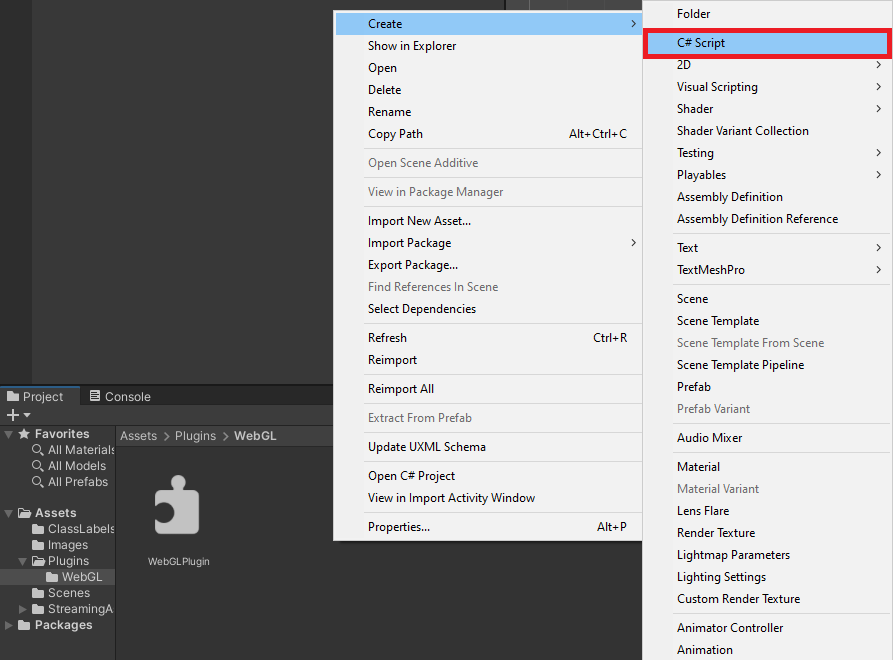 Create
Show in Explorer
Open
Delete
Rename
Copy Path Alt+Ctrl+C
Open Scene Additive
View in Package Manager
Import New Asset...
Import Package
Export Package...
Find References In Scene
Select Dependencies
Refresh Ctrl+R
Reimport
Reimport All
Extract From Prefab
Update UXML Schema
Open C# Project
View in Import Activity Window
Properties... Alt+P
Folder
C# Script
2D
Visual Scripting
Shader
Shader Variant Collection
Testing
Playables
Assembly Definition
Assembly Definition Reference
Text
TextMeshPro
Scene
Scene Template
Scene Template From Scene
Scene Template Pipeline
Prefab
Prefab Variant
Audio Mixer
Material
Material Variant
Lens Flare
Render Texture
Lightmap Parameters
Lighting Settings
Custom Render Texture
Animator Controller
Animation
Project Console
Favorites
All Materials
All Models
All Prefabs
Assets
ClassLabels
Images
Plugins
WebGL
Scenes
StreamingA
Packages
Assets > Plugins > WebGL
WebGLPlugin